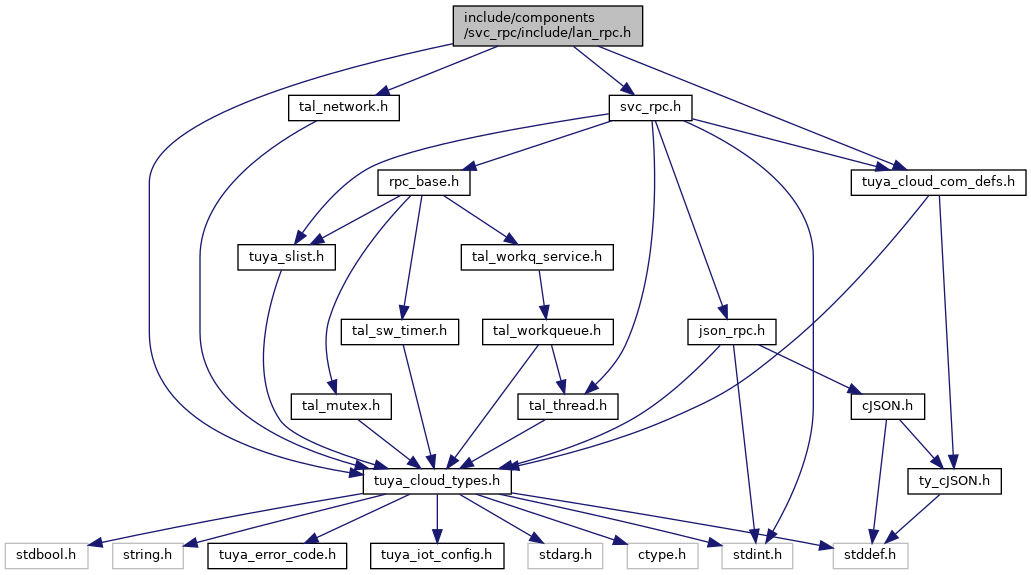 include/components
/svc_rpc/include/lan_rpc.h
tal_network.h
svc_rpc.h
rpc_base.h
tuya_cloud_com_defs.h
tuya_slist.h
tal_workq_service.h
tal_sw_timer.h
tal_workqueue.h
json_rpc.h
tal_mutex.h
tal_thread.h
cJSON.h
tuya_cloud_types.h
ty_cJSON.h
stdbool.h
string.h
tuya_error_code.h
tuya_iot_config.h
stdarg.h
ctype.h
stdint.h
stddef.h